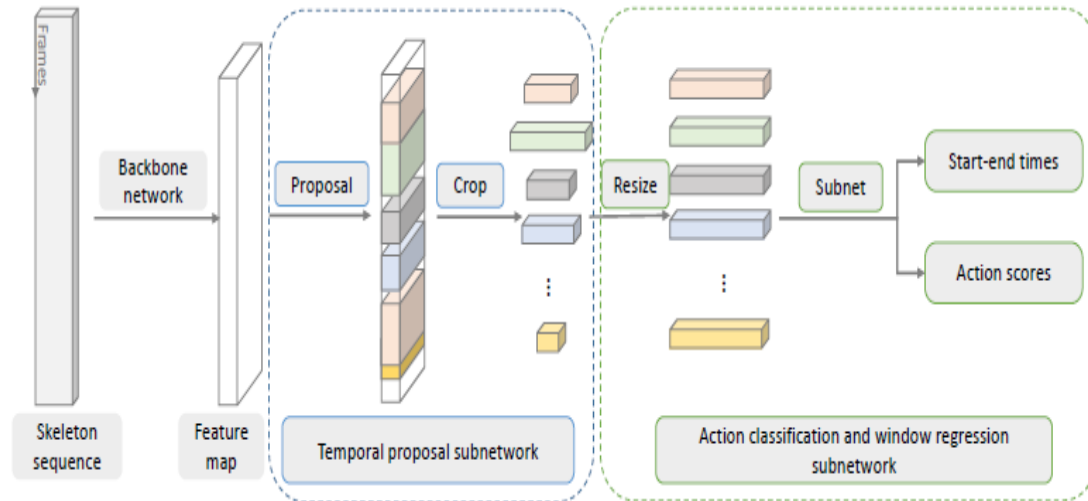 Frames
Backbone
network
Proposal
Crop
Resize
Subnet
Start-end times
Action scores
⋮
⋮
Skeleton
sequence
Feature
map
Temporal proposal subnetwork
Action classification and window regression
subnetwork